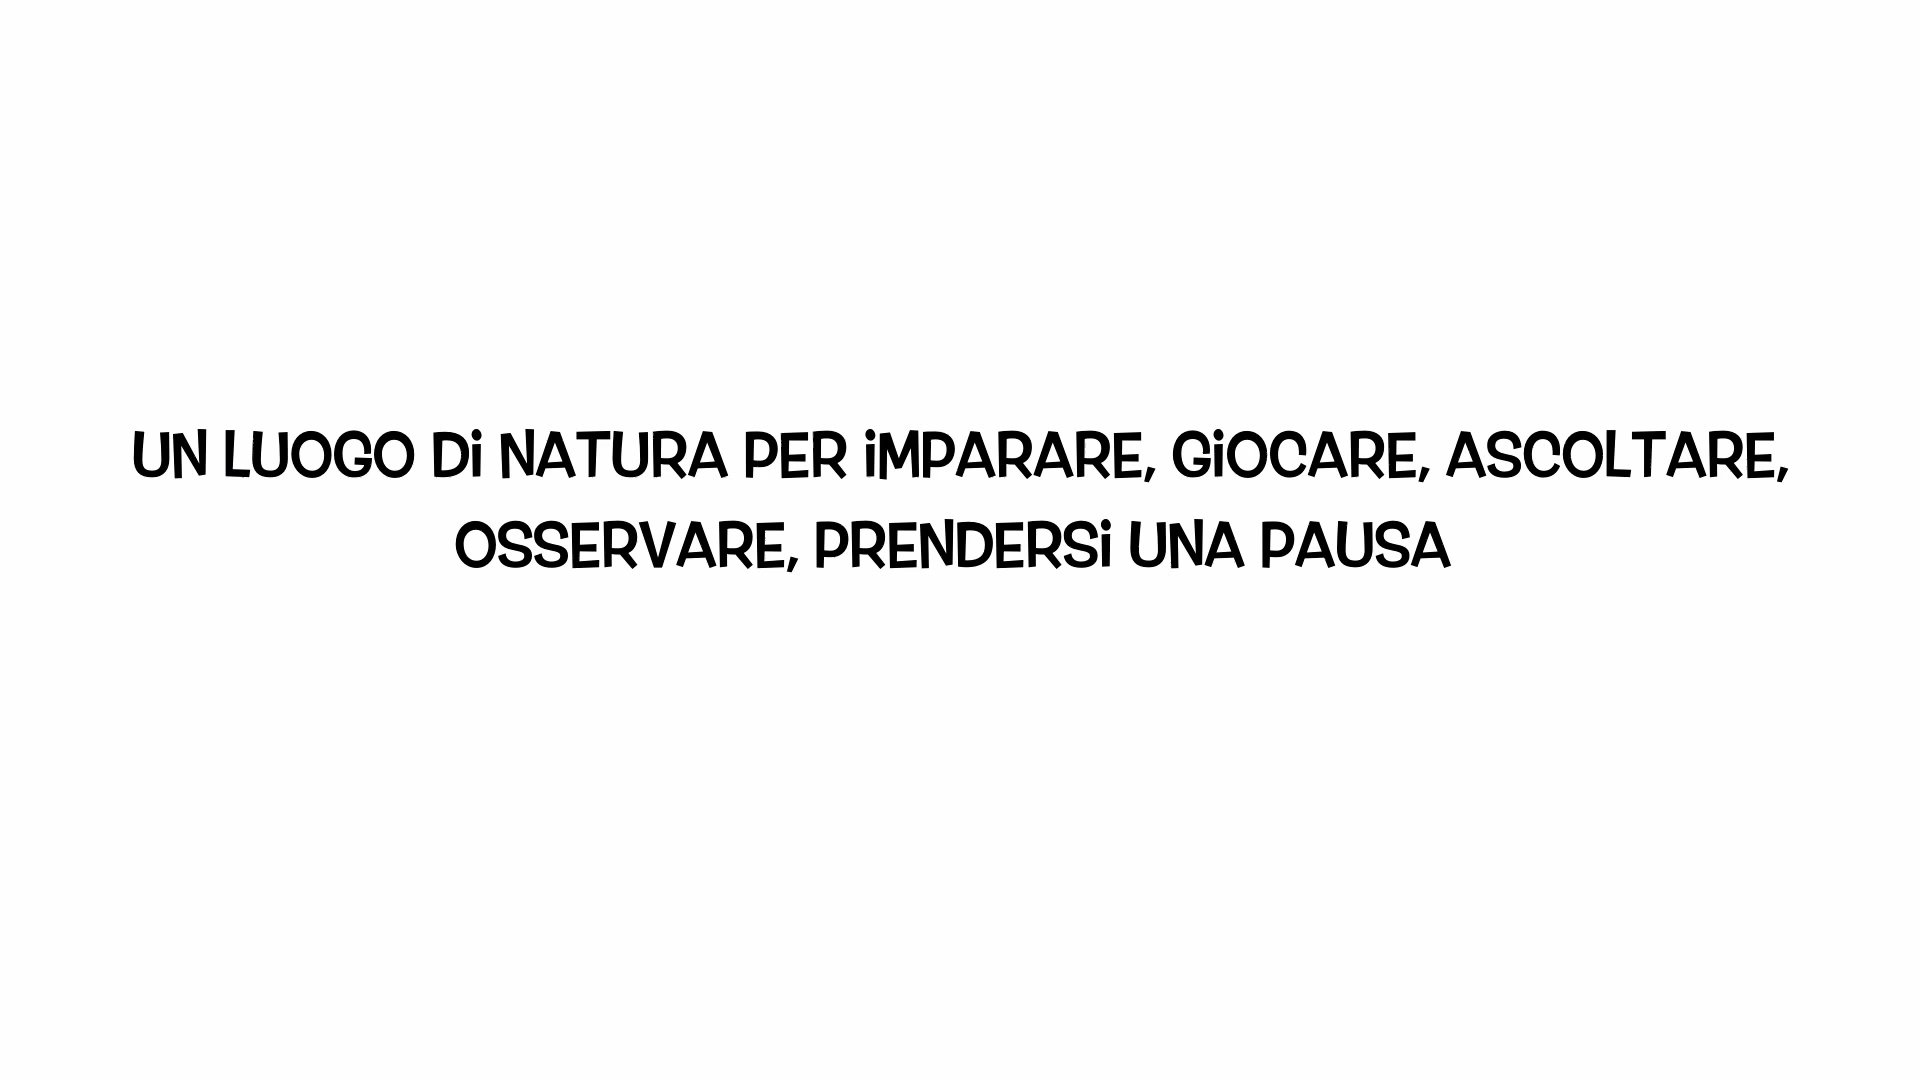 UN LUOGO Di NATURA PER iMPARARE, GiOCARE, ASCOLTARE,
OSSERVARE, PRENDERSi UNA PAUSA